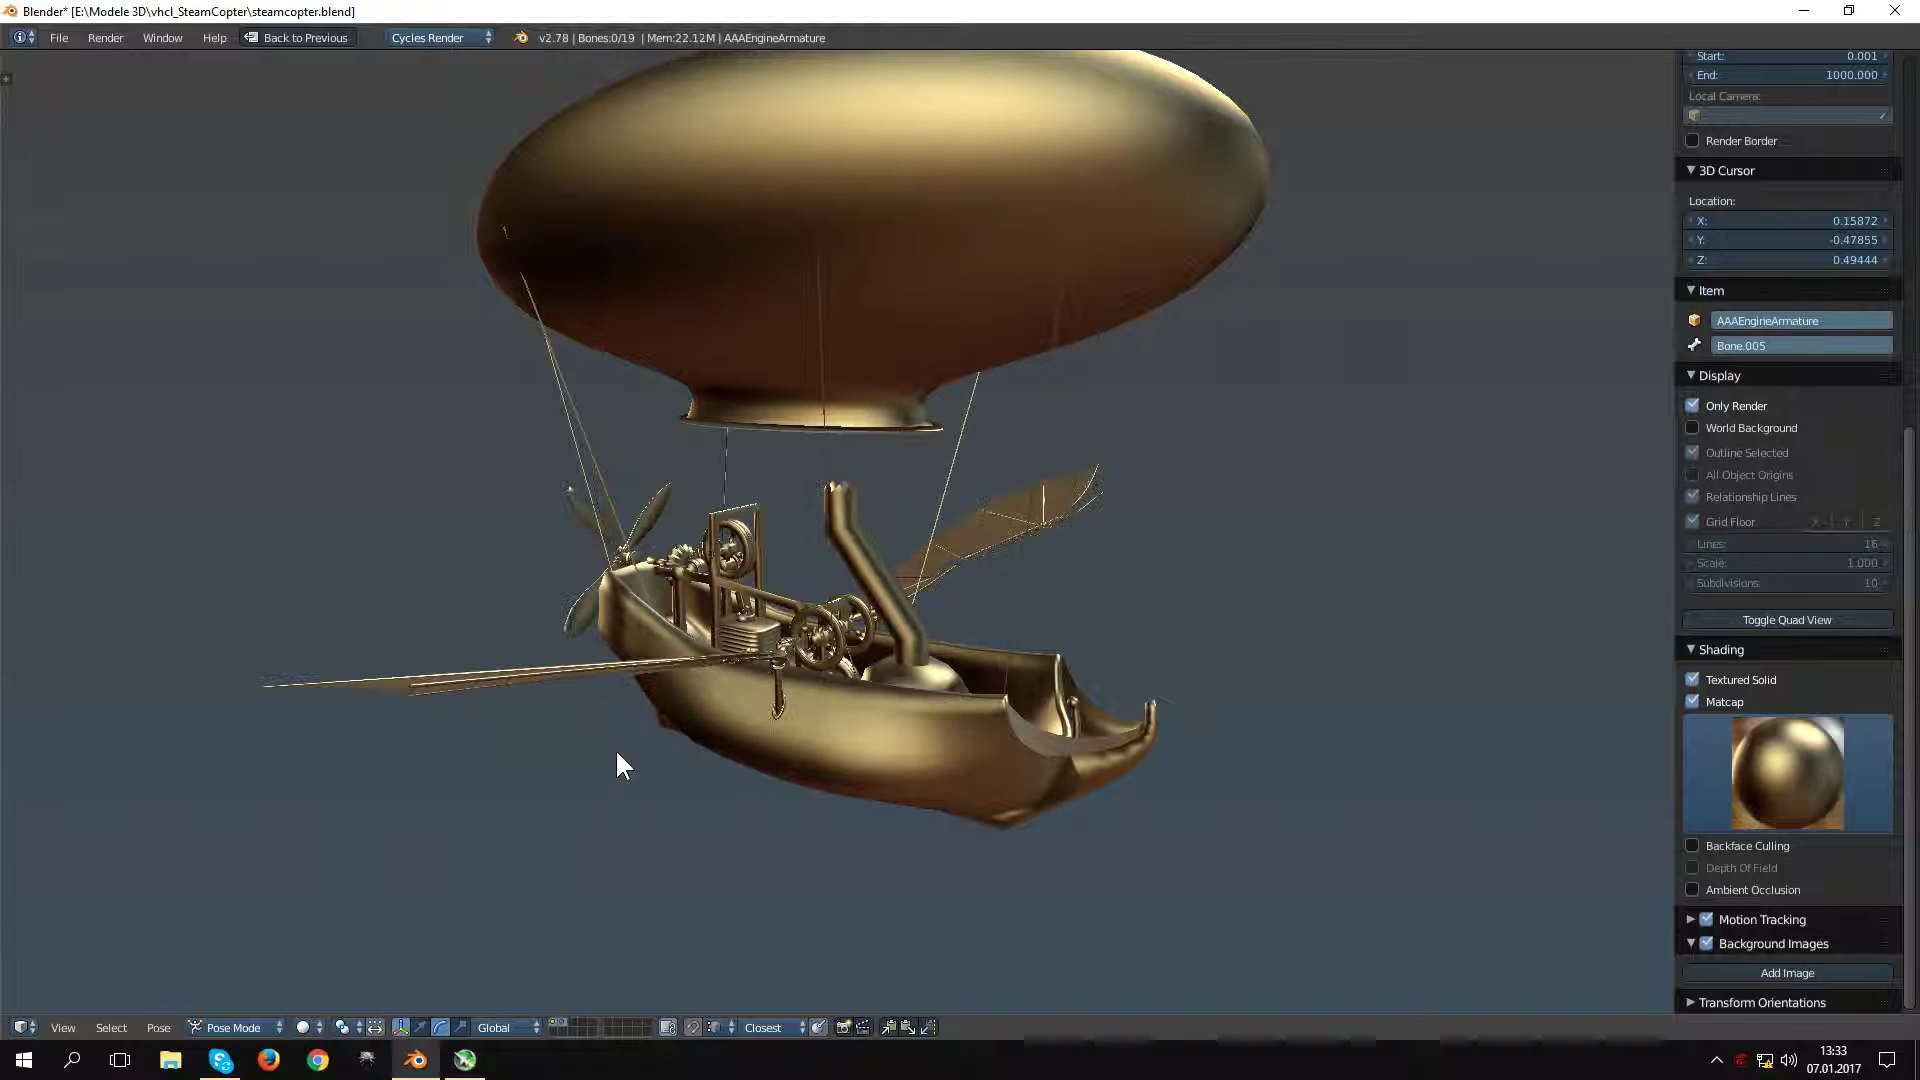 Blender* [E:\Modele 3D\vhcl_SteamCopter\steamcopter.blend]
File Render Window Help Back to Previous Cycles Render v2.78 | Bones:0/19 | Mem:22.12M | AAAEngineArmature
Start: 0.001
End: 1000.000
Local Camera:
Render Border
3D Cursor
Location:
X: 0.15872
Y: -0.47855
Z: 0.49444
Item
AAAEngineArmature
Bone.005
Display
Only Render
World Background
Outline Selected
All Object Origins
Relationship Lines
Grid Floor X Y Z
Lines: 16
Scale: 1.000
Subdivisions: 10
Toggle Quad View
Shading
Textured Solid
Matcap
Backface Culling
Depth Of Field
Ambient Occlusion
Motion Tracking
Background Images
Add Image
Transform Orientations
View Select Pose Pose Mode Global Closest
13:33
07.01.2017